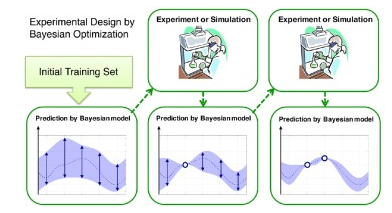 Experimental Design by
Bayesian Optimization
Initial Training Set
Experiment or Simulation
Experiment or Simulation
Prediction by Bayesian model
Prediction by Bayesian model
Prediction by Bayesian model